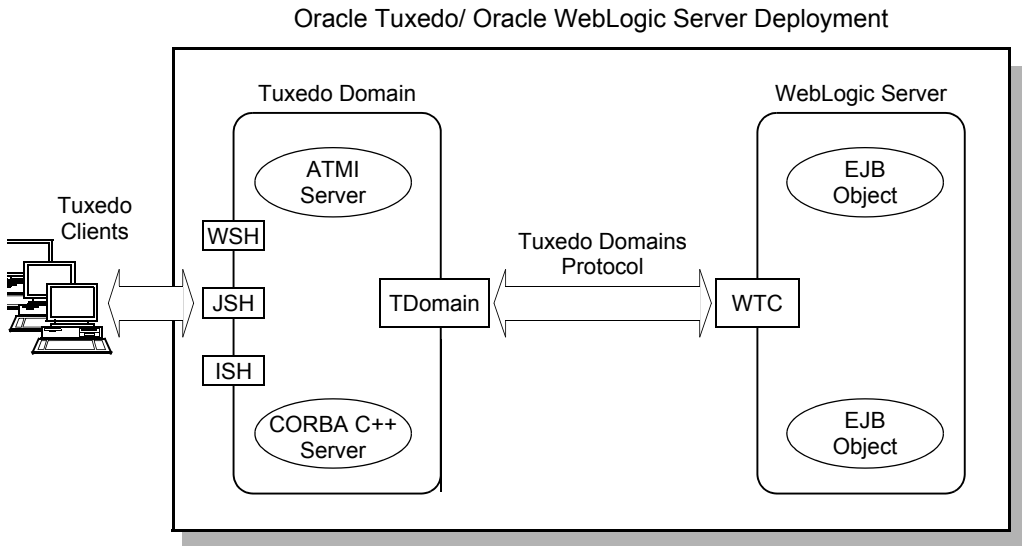 Oracle Tuxedo/ Oracle WebLogic Server Deployment
Tuxedo Domain
WebLogic Server
ATMI
Server
EJB
Object
Tuxedo
Clients
WSH
Tuxedo Domains
Protocol
JSH
TDomain
WTC
ISH
CORBA C++
Server
EJB
Object